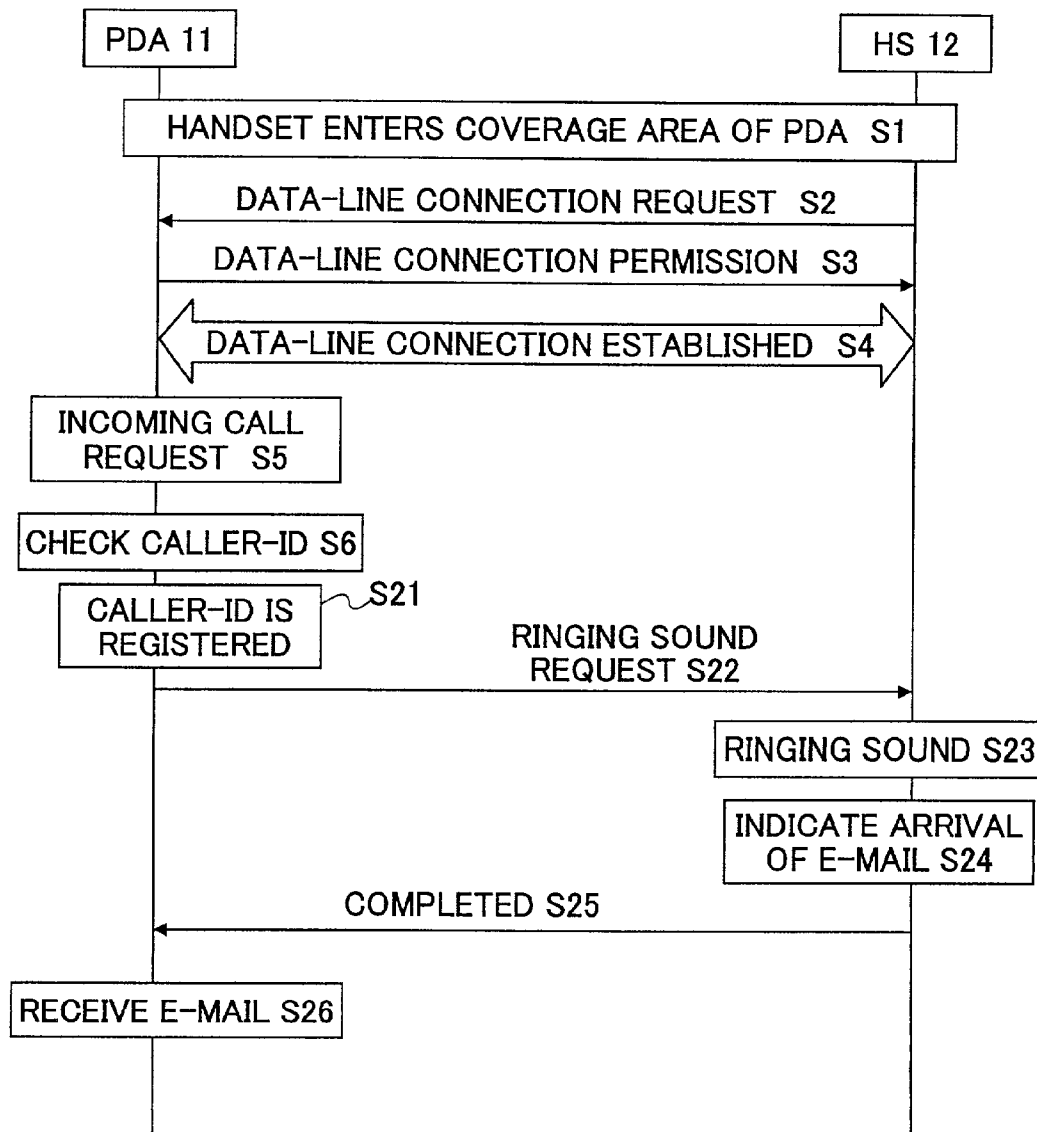 PDA 11
HS 12
HANDSET ENTERS COVERAGE AREA OF PDA S1
DATA-LINE CONNECTION REQUEST S2
DATA-LINE CONNECTION PERMISSION S3
DATA-LINE CONNECTION ESTABLISHED S4
INCOMING CALL
REQUEST S5
CHECK CALLER-ID S6
CALLER-ID IS
REGISTERED
S21
RINGING SOUND
REQUEST S22
RINGING SOUND S23
INDICATE ARRIVAL
OF E-MAIL S24
COMPLETED S25
RECEIVE E-MAIL S26